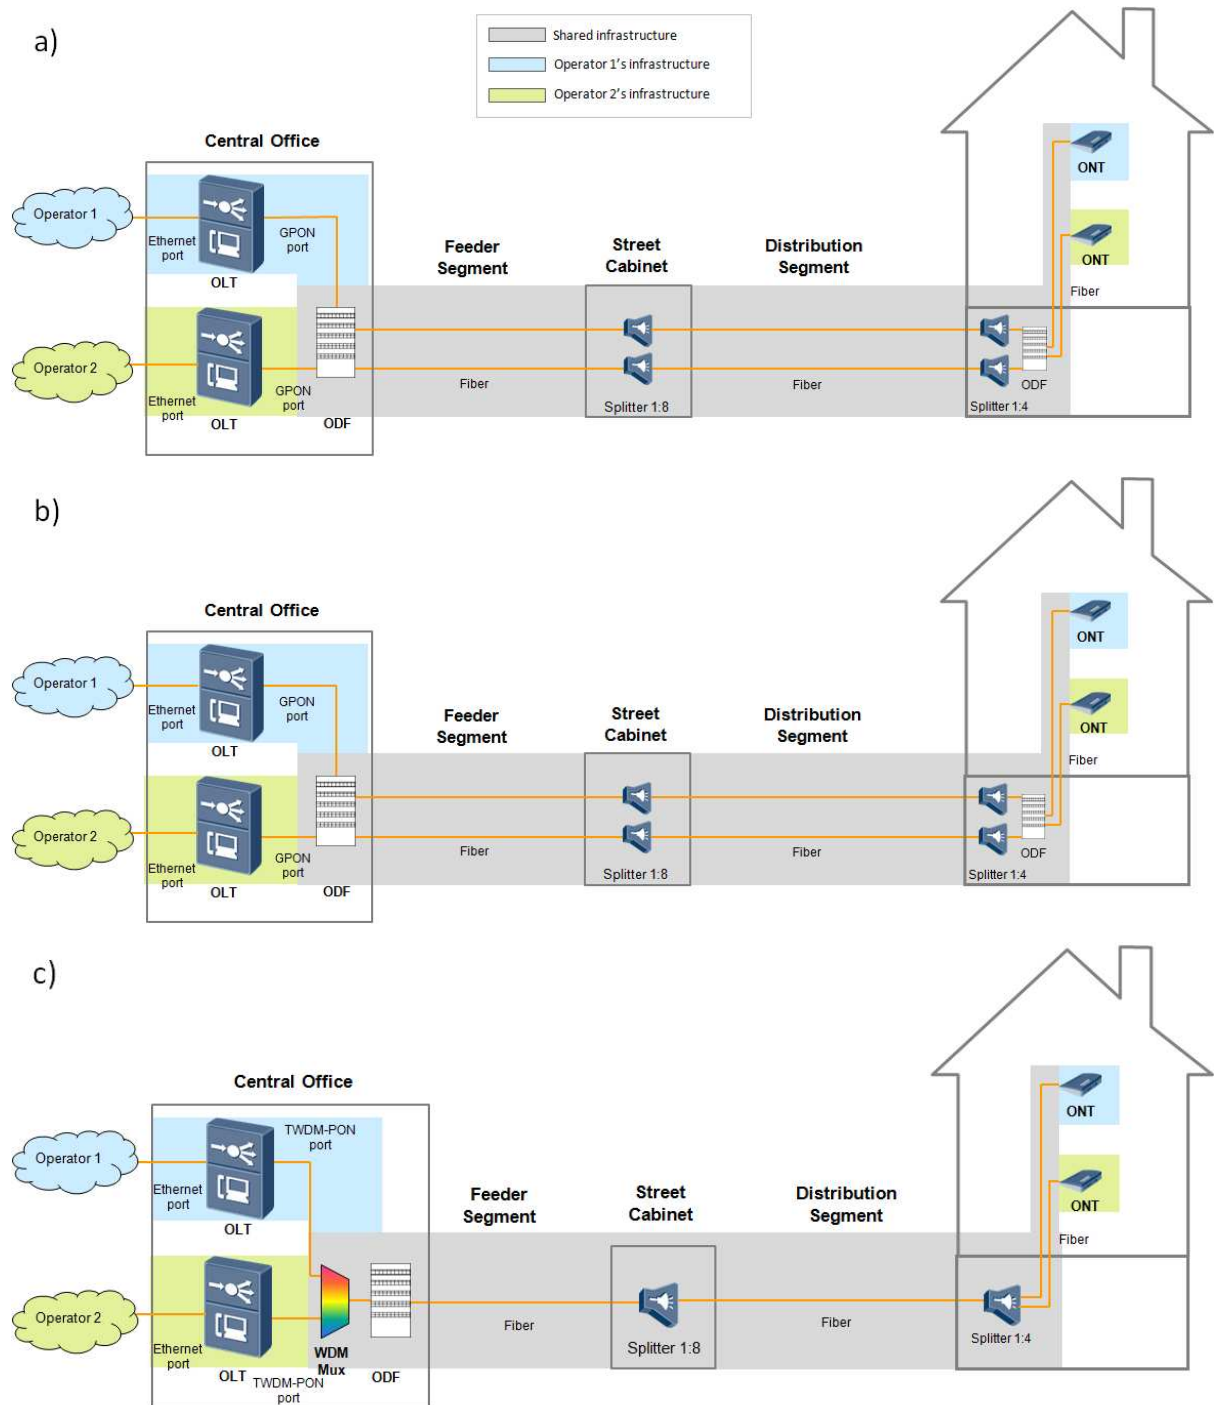 a)
Shared infrastructure
Operator 1's infrastructure
Operator 2's infrastructure
Central Office
Operator 1
Ethernet
port
GPON
port
OLT
Feeder
Segment
Street
Cabinet
Distribution
Segment
ONT
ONT
Fiber
Operator 2
Ethernet
port
GPON
port
OLT
ODF
Fiber
Splitter 1:8
Fiber
ODF
Splitter 1:4
b)
Central Office
Operator 1
Ethernet
port
GPON
port
OLT
Feeder
Segment
Street
Cabinet
Distribution
Segment
ONT
ONT
Fiber
Operator 2
Ethernet
port
GPON
port
OLT
ODF
Fiber
Splitter 1:8
Fiber
ODF
Splitter 1:4
c)
Central Office
TWDM-PON
port
Operator 1
Ethernet
port
OLT
Feeder
Segment
Street
Cabinet
Distribution
Segment
ONT
ONT
Fiber
Operator 2
Ethernet
port
OLT
TWDM-PON
port
WDM
Mux
ODF
Fiber
Splitter 1:8
Fiber
Splitter 1:4